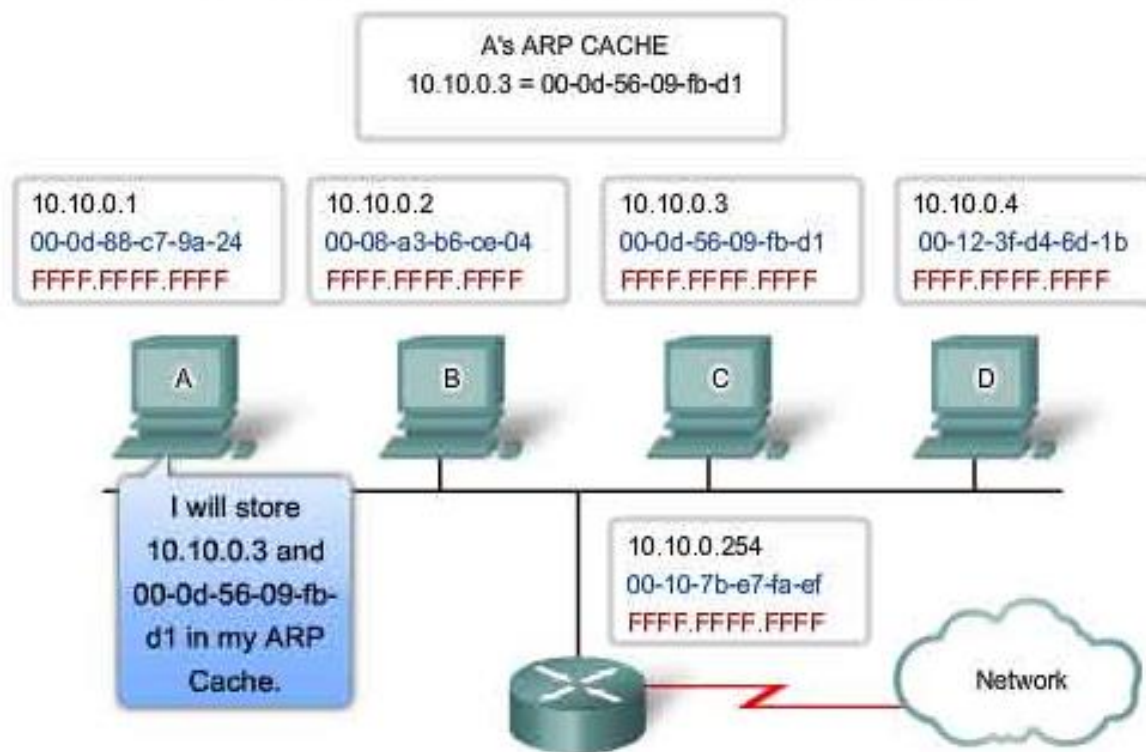 A's ARP CACHE
10.10.0.3 = 00-0d-56-09-fb-d1
10.10.0.1
00-0d-88-c7-9a-24
FFFF.FFFF.FFFF
10.10.0.2
00-08-a3-b6-ce-04
FFFF.FFFF.FFFF
10.10.0.3
00-0d-56-09-fb-d1
FFFF.FFFF.FFFF
10.10.0.4
00-12-3f-d4-6d-1b
FFFF.FFFF.FFFF
A
B
C
D
I will store
10.10.0.3 and
00-0d-56-09-fb-
d1 in my ARP
Cache.
10.10.0.254
00-10-7b-e7-fa-ef
FFFF.FFFF.FFFF
Network